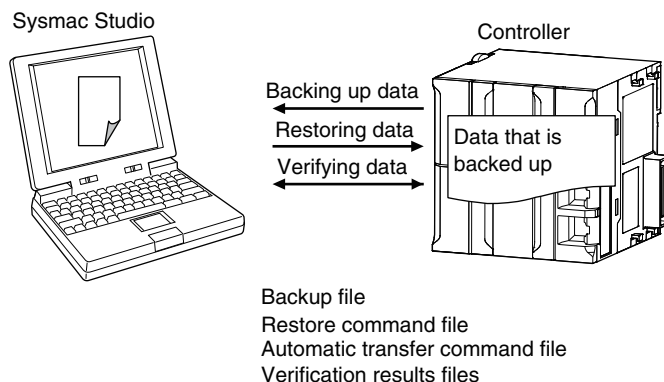 Sysmac Studio
Controller
Backing up data
Restoring data
Verifying data
Data that is
backed up
Backup file
Restore command file
Automatic transfer command file
Verification results files